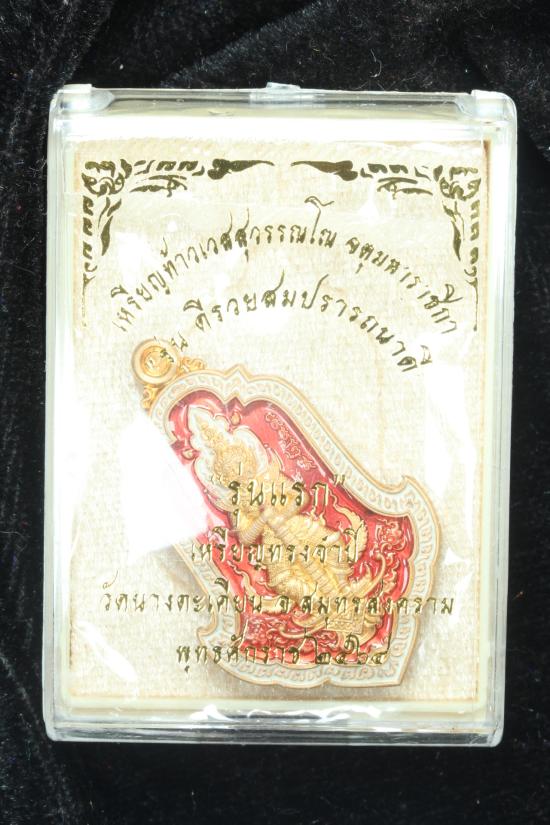 เหรียญท้าวเวสสุวรรณโณ จตุมหาราชิกา
รุ่น ดีรวยสมปรารถนาดี
"รุ่นแรก"
เหรียญทรงจำปี
วัดนางตะเคียน จ.สมุทรสงคราม
พุทธศักราช ๒๕๖๔